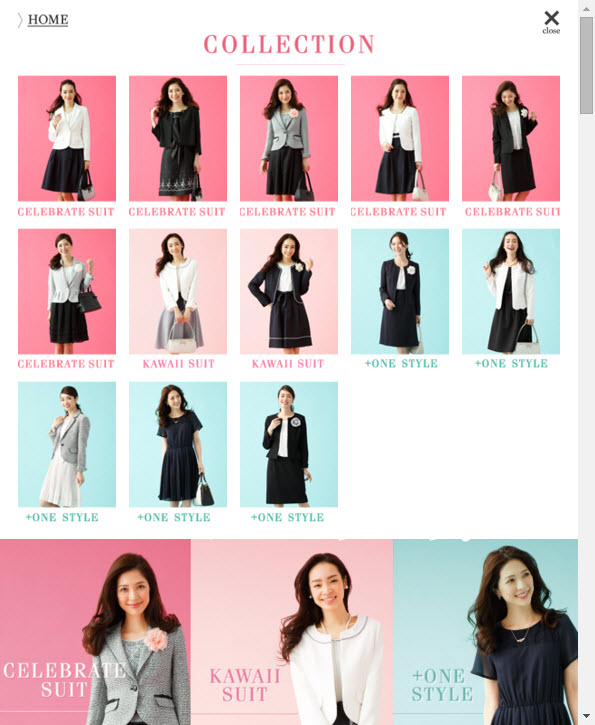 HOME
close
COLLECTION
CELEBRATE SUIT
CELEBRATE SUIT
CELEBRATE SUIT
CELEBRATE SUIT
CELEBRATE SUIT
CELEBRATE SUIT
KAWAII SUIT
KAWAII SUIT
+ONE STYLE
+ONE STYLE
+ONE STYLE
+ONE STYLE
+ONE STYLE
CELEBRATE
SUIT
KAWAII
SUIT
+ONE
STYLE